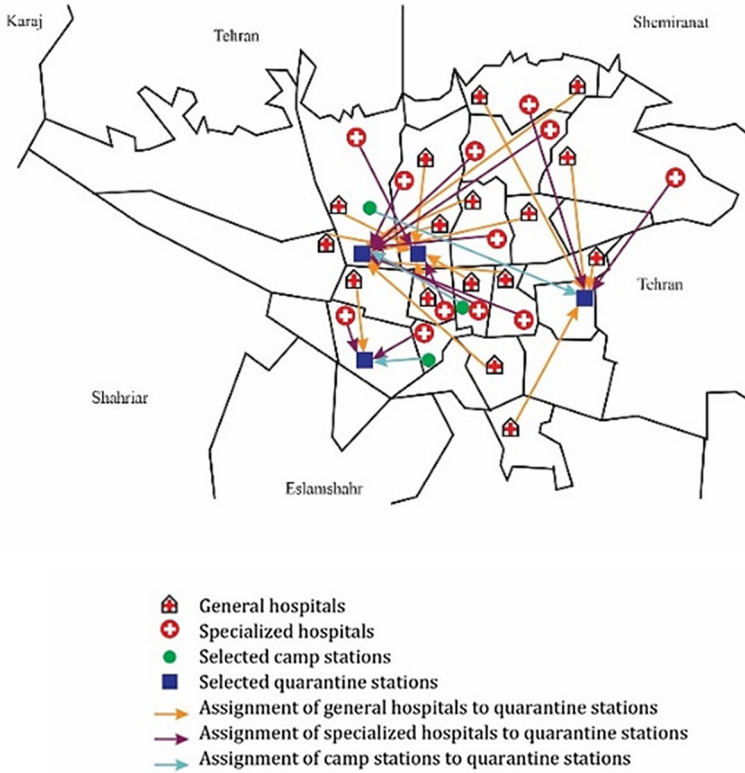 Karaj
Tehran
Shemiranat
Tehran
Shahriar
Eslamshahr
General hospitals
Specialized hospitals
Selected camp stations
Selected quarantine stations
Assignment of general hospitals to quarantine stations
Assignment of specialized hospitals to quarantine stations
Assignment of camp stations to quarantine stations